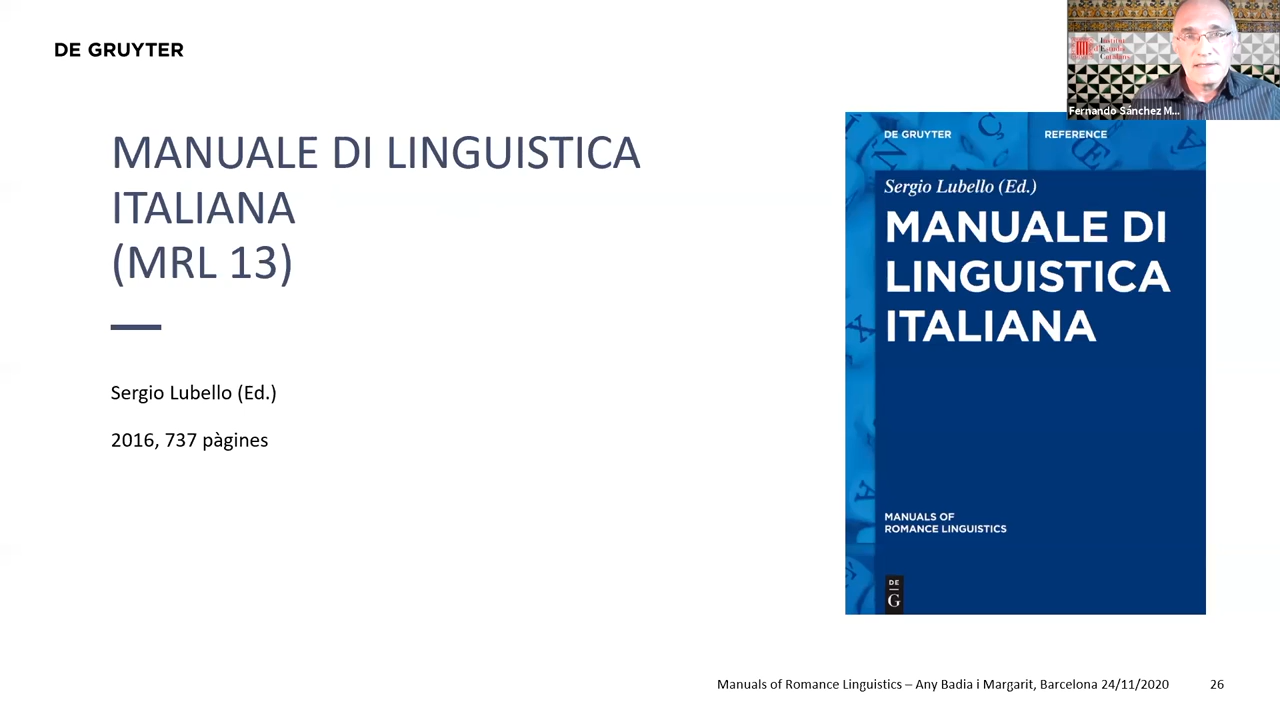 DE GRUYTER
MANUALE DI LINGUISTICA
ITALIANA
(MRL 13)
Sergio Lubello (Ed.)
2016, 737 pàgines
Fernando Sánchez M...
DE GRUYTER REFERENCE
Sergio Lubello (Ed.)
MANUALE DI
LINGUISTICA
ITALIANA
MANUALS OF
ROMANCE LINGUISTICS
DE
G
Manuals of Romance Linguistics – Any Badia i Margarit, Barcelona 24/11/2020 26